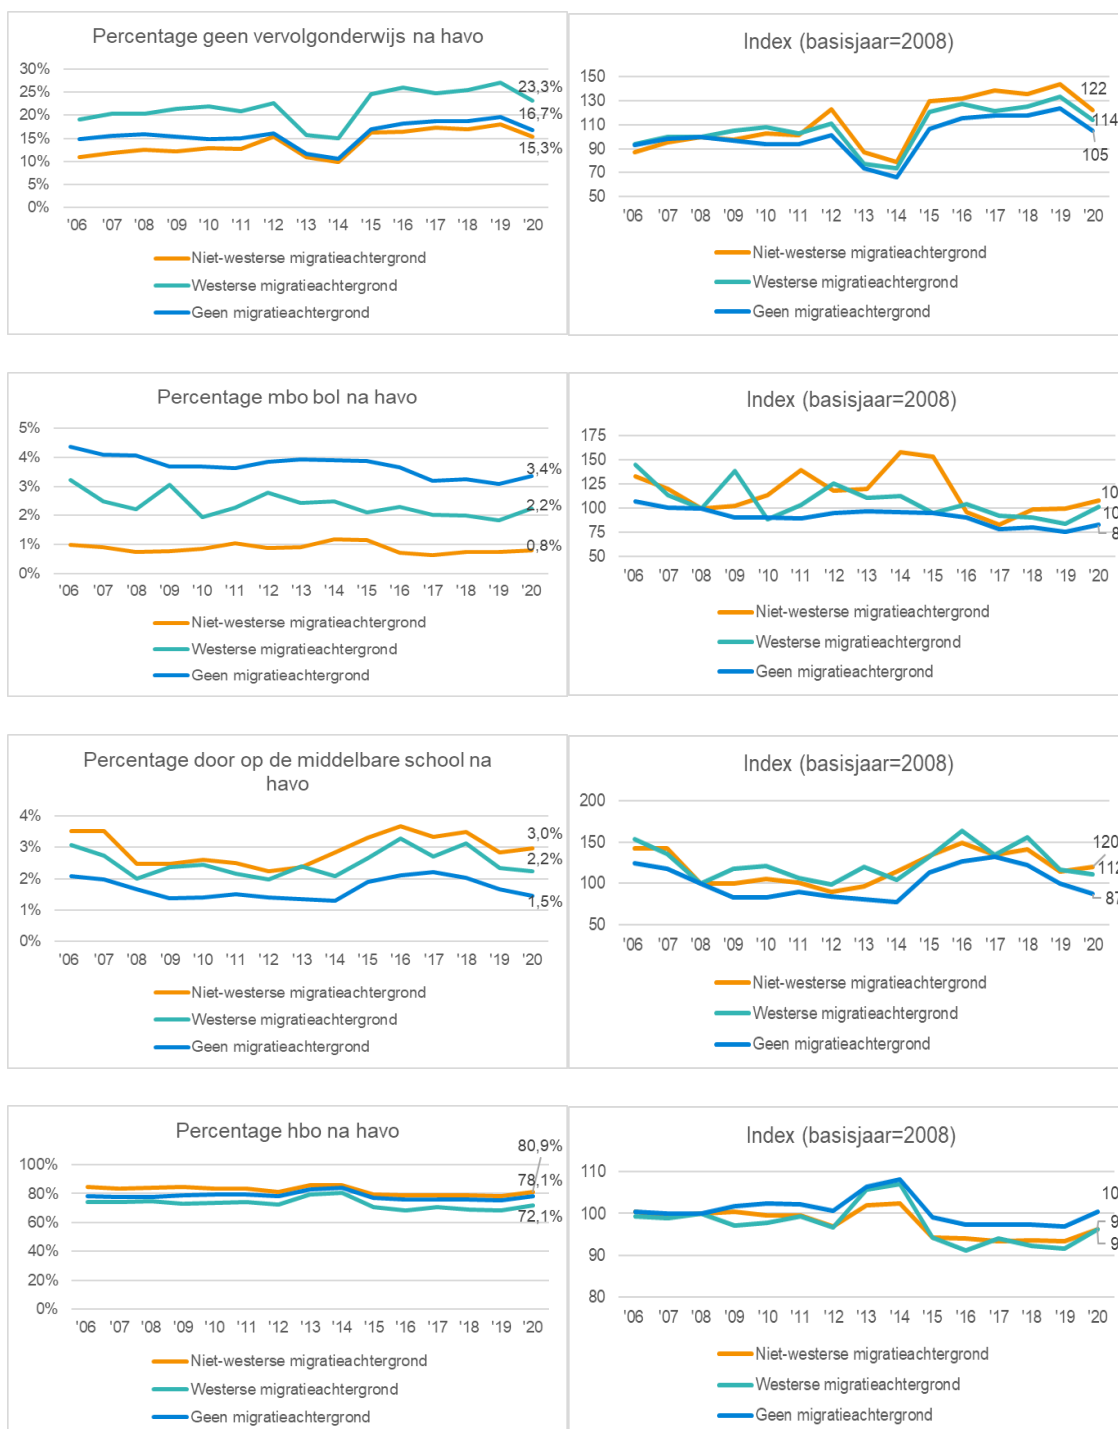 Percentage geen vervolgonderwijs na havo
30%
25%
20%
15%
10%
5%
0%
23,3%
16,7%
15,3%
'06 '07 '08 '09 '10 '11 '12 '13 '14 '15 '16 '17 '18 '19 '20
Niet-westerse migratieachtergrond
Westerse migratieachtergrond
Geen migratieachtergrond
Index (basisjaar=2008)
150
130
110
90
70
50
122
114
105
'06 '07 '08 '09 '10 '11 '12 '13 '14 '15 '16 '17 '18 '19 '20
Niet-westerse migratieachtergrond
Westerse migratieachtergrond
Geen migratieachtergrond
Percentage mbo bol na havo
5%
4%
3%
2%
1%
0%
3,4%
2,2%
0,8%
'06 '07 '08 '09 '10 '11 '12 '13 '14 '15 '16 '17 '18 '19 '20
Niet-westerse migratieachtergrond
Westerse migratieachtergrond
Geen migratieachtergrond
Index (basisjaar=2008)
175
150
125
100
75
50
10
10
8
'06 '07 '08 '09 '10 '11 '12 '13 '14 '15 '16 '17 '18 '19 '20
Niet-westerse migratieachtergrond
Westerse migratieachtergrond
Geen migratieachtergrond
Percentage door op de middelbare school na
havo
4%
3%
2%
1%
0%
3,0%
2,2%
1,5%
'06 '07 '08 '09 '10 '11 '12 '13 '14 '15 '16 '17 '18 '19 '20
Niet-westerse migratieachtergrond
Westerse migratieachtergrond
Geen migratieachtergrond
Index (basisjaar=2008)
200
150
100
50
120
112
87
'06 '07 '08 '09 '10 '11 '12 '13 '14 '15 '16 '17 '18 '19 '20
Niet-westerse migratieachtergrond
Westerse migratieachtergrond
Geen migratieachtergrond
Percentage hbo na havo
100%
80%
60%
40%
20%
0%
80,9%
78,1%
72,1%
'06 '07 '08 '09 '10 '11 '12 '13 '14 '15 '16 '17 '18 '19 '20
Niet-westerse migratieachtergrond
Westerse migratieachtergrond
Geen migratieachtergrond
Index (basisjaar=2008)
110
100
90
80
10
9
9
'06 '07 '08 '09 '10 '11 '12 '13 '14 '15 '16 '17 '18 '19 '20
Niet-westerse migratieachtergrond
Westerse migratieachtergrond
Geen migratieachtergrond